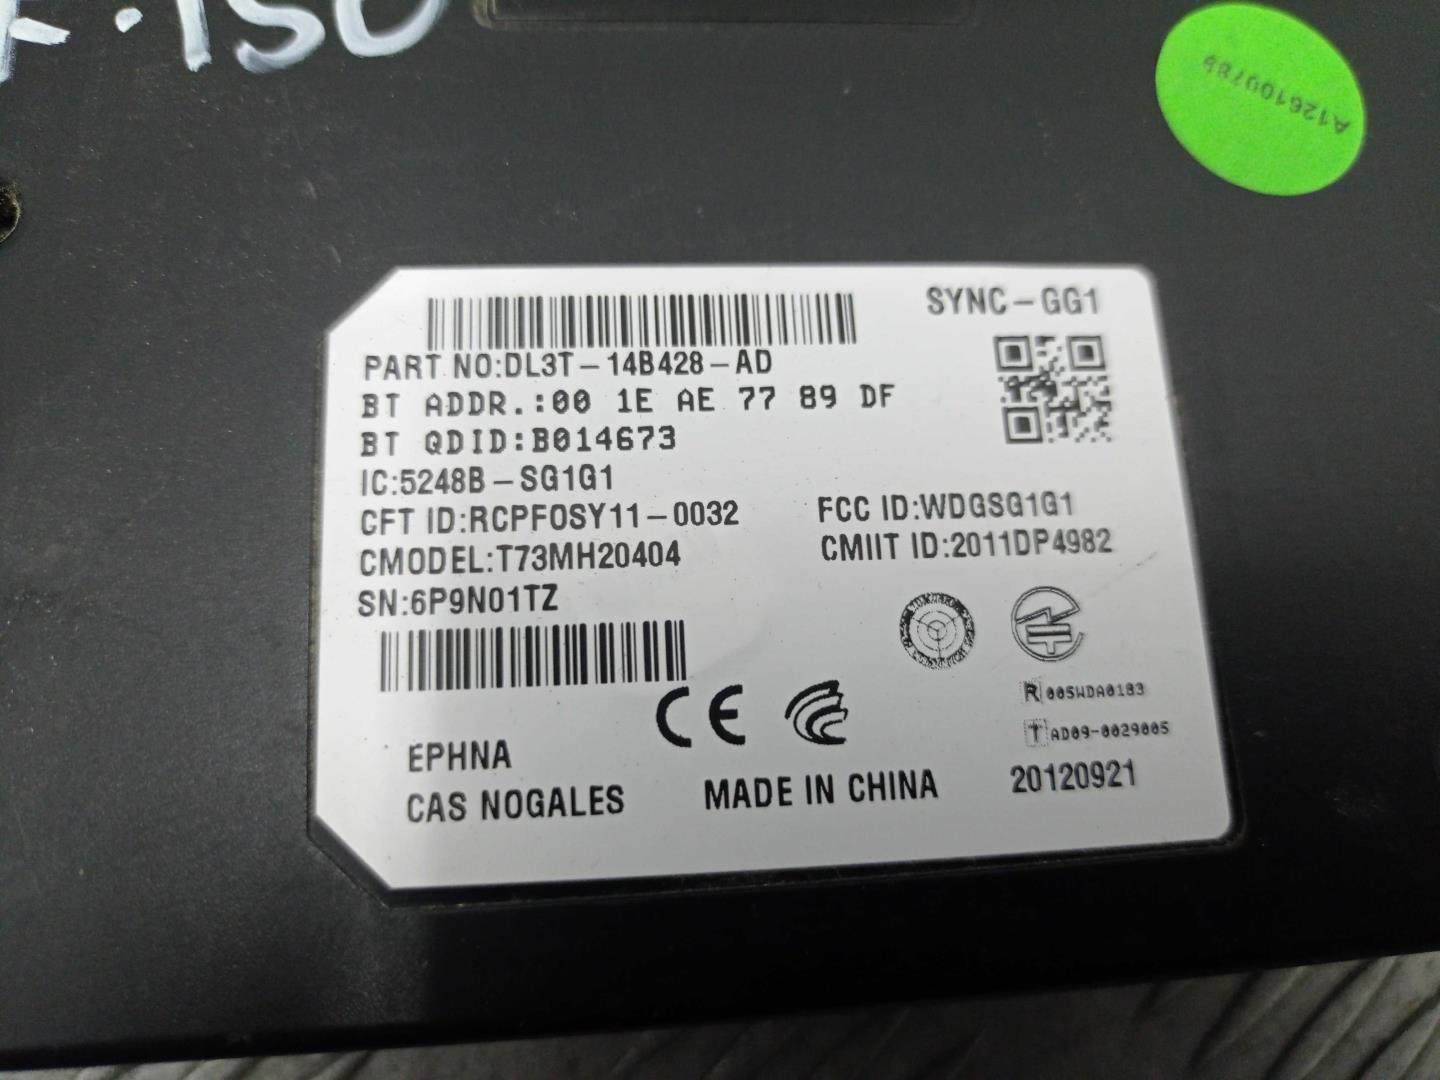 A126100789
SYNC-GG1
PART NO:DL3T-14B428-AD
BT ADDR.:00 1E AE 77 89 DF
BT QDID:B014673
IC:5248B-SG1G1
CFT ID:RCPFOSY11-0032
FCC ID:WDGSG1G1
CMODEL:T73MH20404
CMIIT ID:2011DP4982
SN:6P9N01TZ
CE
R 005WDA0183
T AD09-0029005
EPHNA
CAS NOGALES
MADE IN CHINA
20120921